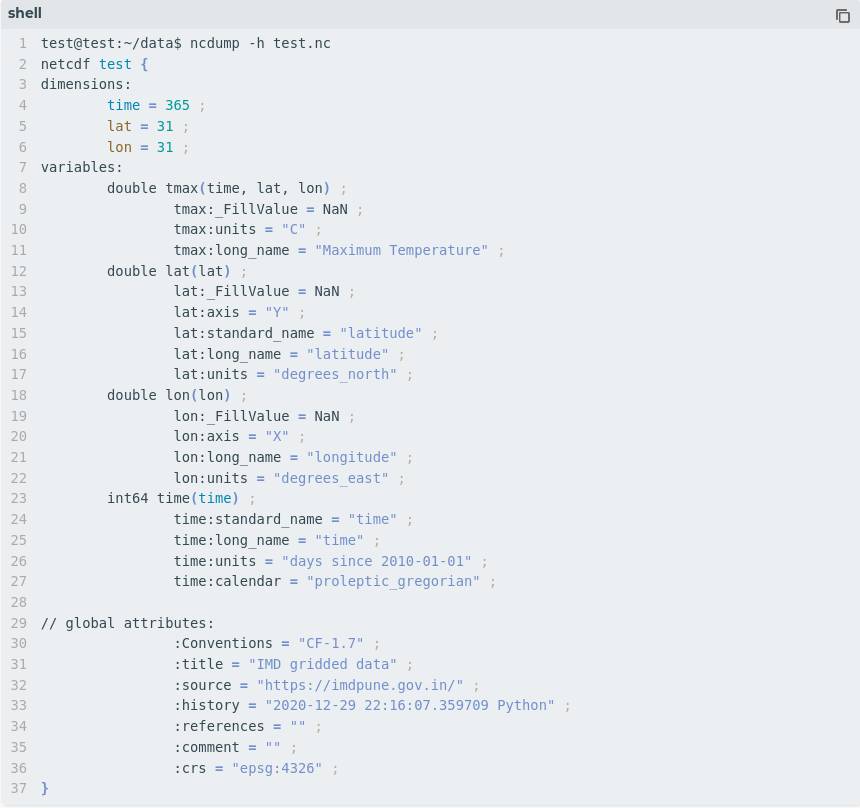 shell
1 test@test:~/data$ ncdump -h test.nc
2 netcdf test {
3 dimensions:
4         time = 365 ;
5         lat = 31 ;
6         lon = 31 ;
7 variables:
8         double tmax(time, lat, lon) ;
9                 tmax:_FillValue = NaN ;
10                 tmax:units = "C" ;
11                 tmax:long_name = "Maximum Temperature" ;
12         double lat(lat) ;
13                 lat:_FillValue = NaN ;
14                 lat:axis = "Y" ;
15                 lat:standard_name = "latitude" ;
16                 lat:long_name = "latitude" ;
17                 lat:units = "degrees_north" ;
18         double lon(lon) ;
19                 lon:_FillValue = NaN ;
20                 lon:axis = "X" ;
21                 lon:long_name = "longitude" ;
22                 lon:units = "degrees_east" ;
23         int64 time(time) ;
24                 time:standard_name = "time" ;
25                 time:long_name = "time" ;
26                 time:units = "days since 2010-01-01" ;
27                 time:calendar = "proleptic_gregorian" ;
28
29 // global attributes:
30                 :Conventions = "CF-1.7" ;
31                 :title = "IMD gridded data" ;
32                 :source = "https://imdpune.gov.in/" ;
33                 :history = "2020-12-29 22:16:07.359709 Python" ;
34                 :references = "" ;
35                 :comment = "" ;
36                 :crs = "epsg:4326" ;
37 }